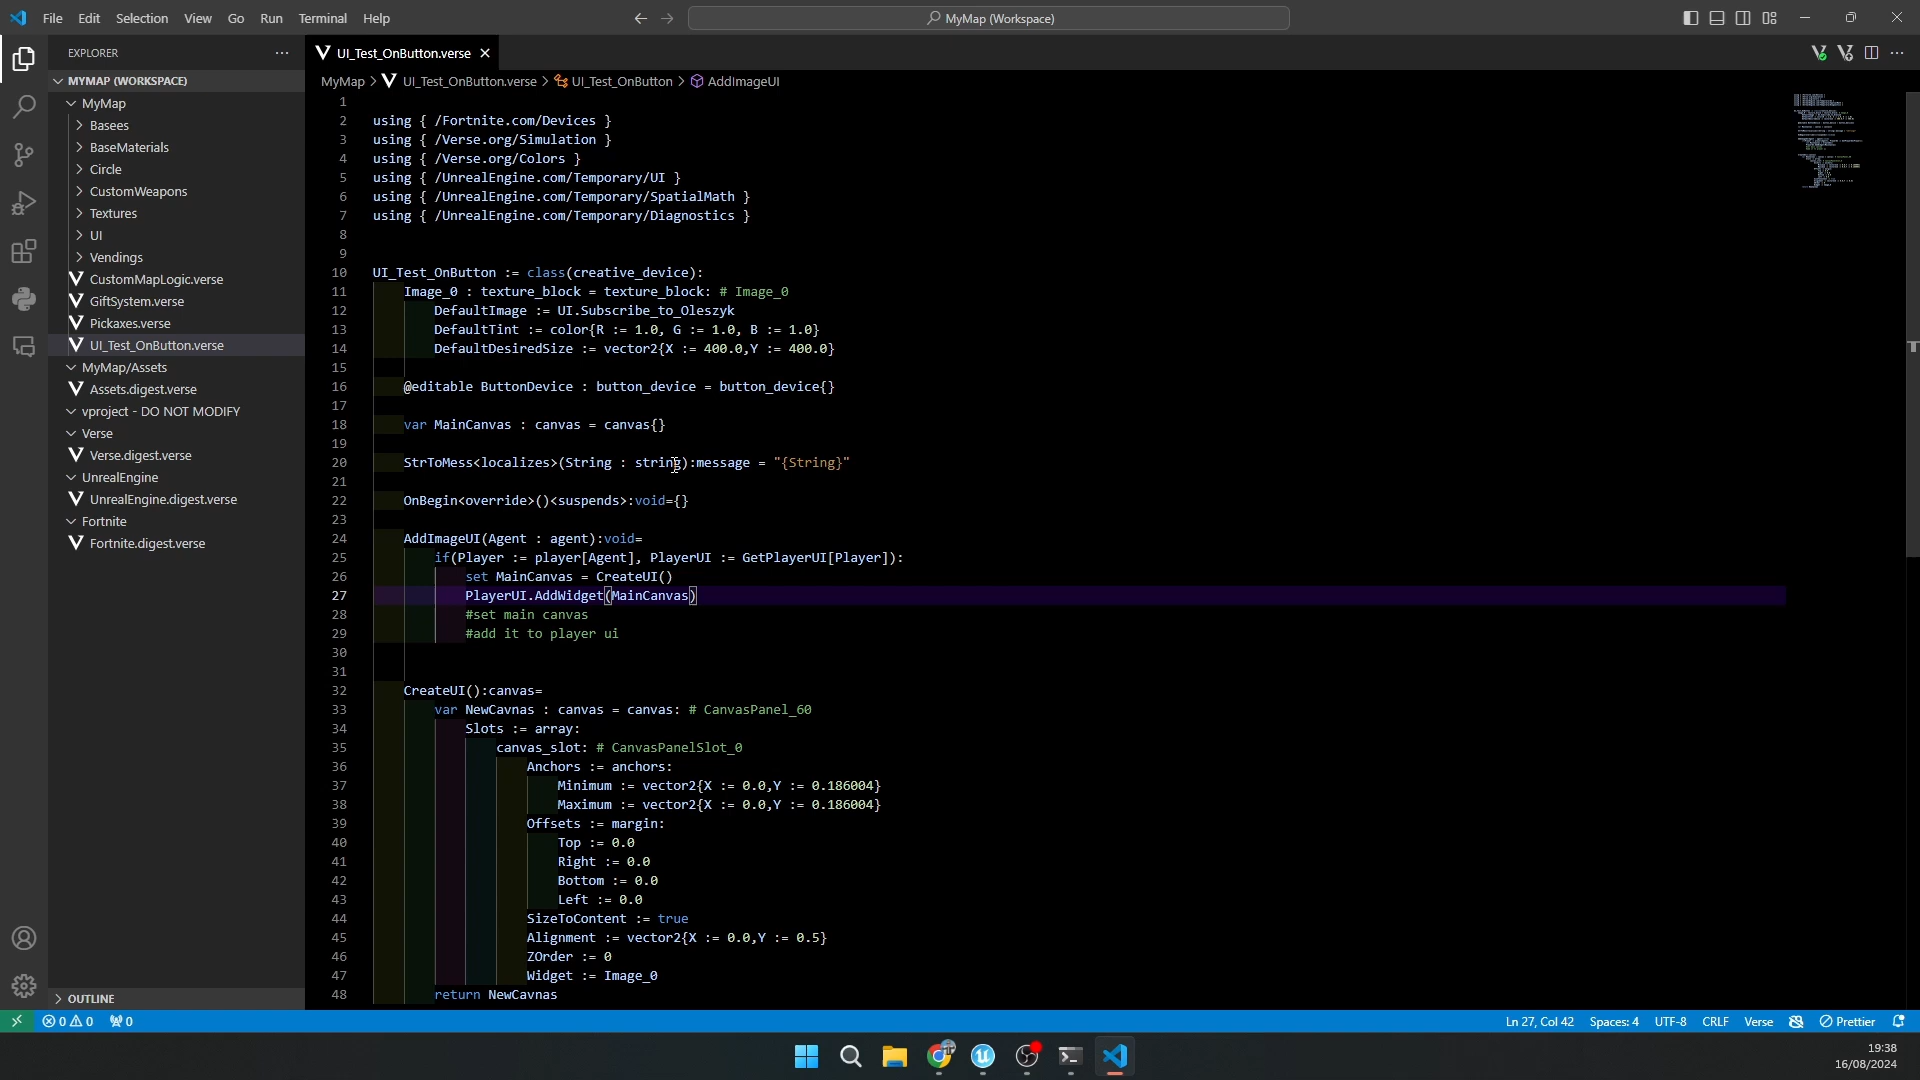 File Edit Selection View Go Run Terminal Help
MyMap (Workspace)
EXPLORER
MYMAP (WORKSPACE)
MyMap
Basees
BaseMaterials
Circle
CustomWeapons
Textures
UI
Vendings
CustomMapLogic.verse
GiftSystem.verse
Pickaxes.verse
UI_Test_OnButton.verse
MyMap/Assets
Assets.digest.verse
vproject - DO NOT MODIFY
Verse
Verse.digest.verse
UnrealEngine
UnrealEngine.digest.verse
Fortnite
Fortnite.digest.verse
OUTLINE
UI_Test_OnButton.verse
MyMap > UI_Test_OnButton.verse > UI_Test_OnButton > AddImageUI
1
2 using { /Fortnite.com/Devices }
3 using { /Verse.org/Simulation }
4 using { /Verse.org/Colors }
5 using { /UnrealEngine.com/Temporary/UI }
6 using { /UnrealEngine.com/Temporary/SpatialMath }
7 using { /UnrealEngine.com/Temporary/Diagnostics }
8
9
10 UI_Test_OnButton := class(creative_device):
11 Image_0 : texture_block = texture_block: # Image_0
12 DefaultImage := UI.Subscribe_to_Oleszyk
13 DefaultTint := color{R := 1.0, G := 1.0, B := 1.0}
14 DefaultDesiredSize := vector2{X := 400.0,Y := 400.0}
15
16 @editable ButtonDevice : button_device = button_device{}
17
18 var MainCanvas : canvas = canvas{}
19
20 StrToMess<localizes>(String : string):message = "{String}"
21
22 OnBegin<override>()<suspends>:void={}
23
24 AddImageUI(Agent : agent):void=
25 if(Player := player[Agent], PlayerUI := GetPlayerUI[Player]):
26 set MainCanvas = CreateUI()
27 PlayerUI.AddWidget(MainCanvas)
28 #set main canvas
29 #add it to player ui
30
31
32 CreateUI():canvas=
33 var NewCavnas : canvas = canvas: # CanvasPanel_60
34 Slots := array:
35 canvas_slot: # CanvasPanelSlot_0
36 Anchors := anchors:
37 Minimum := vector2{X := 0.0,Y := 0.186004}
38 Maximum := vector2{X := 0.0,Y := 0.186004}
39 Offsets := margin:
40 Top := 0.0
41 Right := 0.0
42 Bottom := 0.0
43 Left := 0.0
44 SizeToContent := true
45 Alignment := vector2{X := 0.0,Y := 0.5}
46 ZOrder := 0
47 Widget := Image_0
48 return NewCavnas
0 0 0 Ln 27, Col 42 Spaces: 4 UTF-8 CRLF Verse Prettier
19:38
16/08/2024